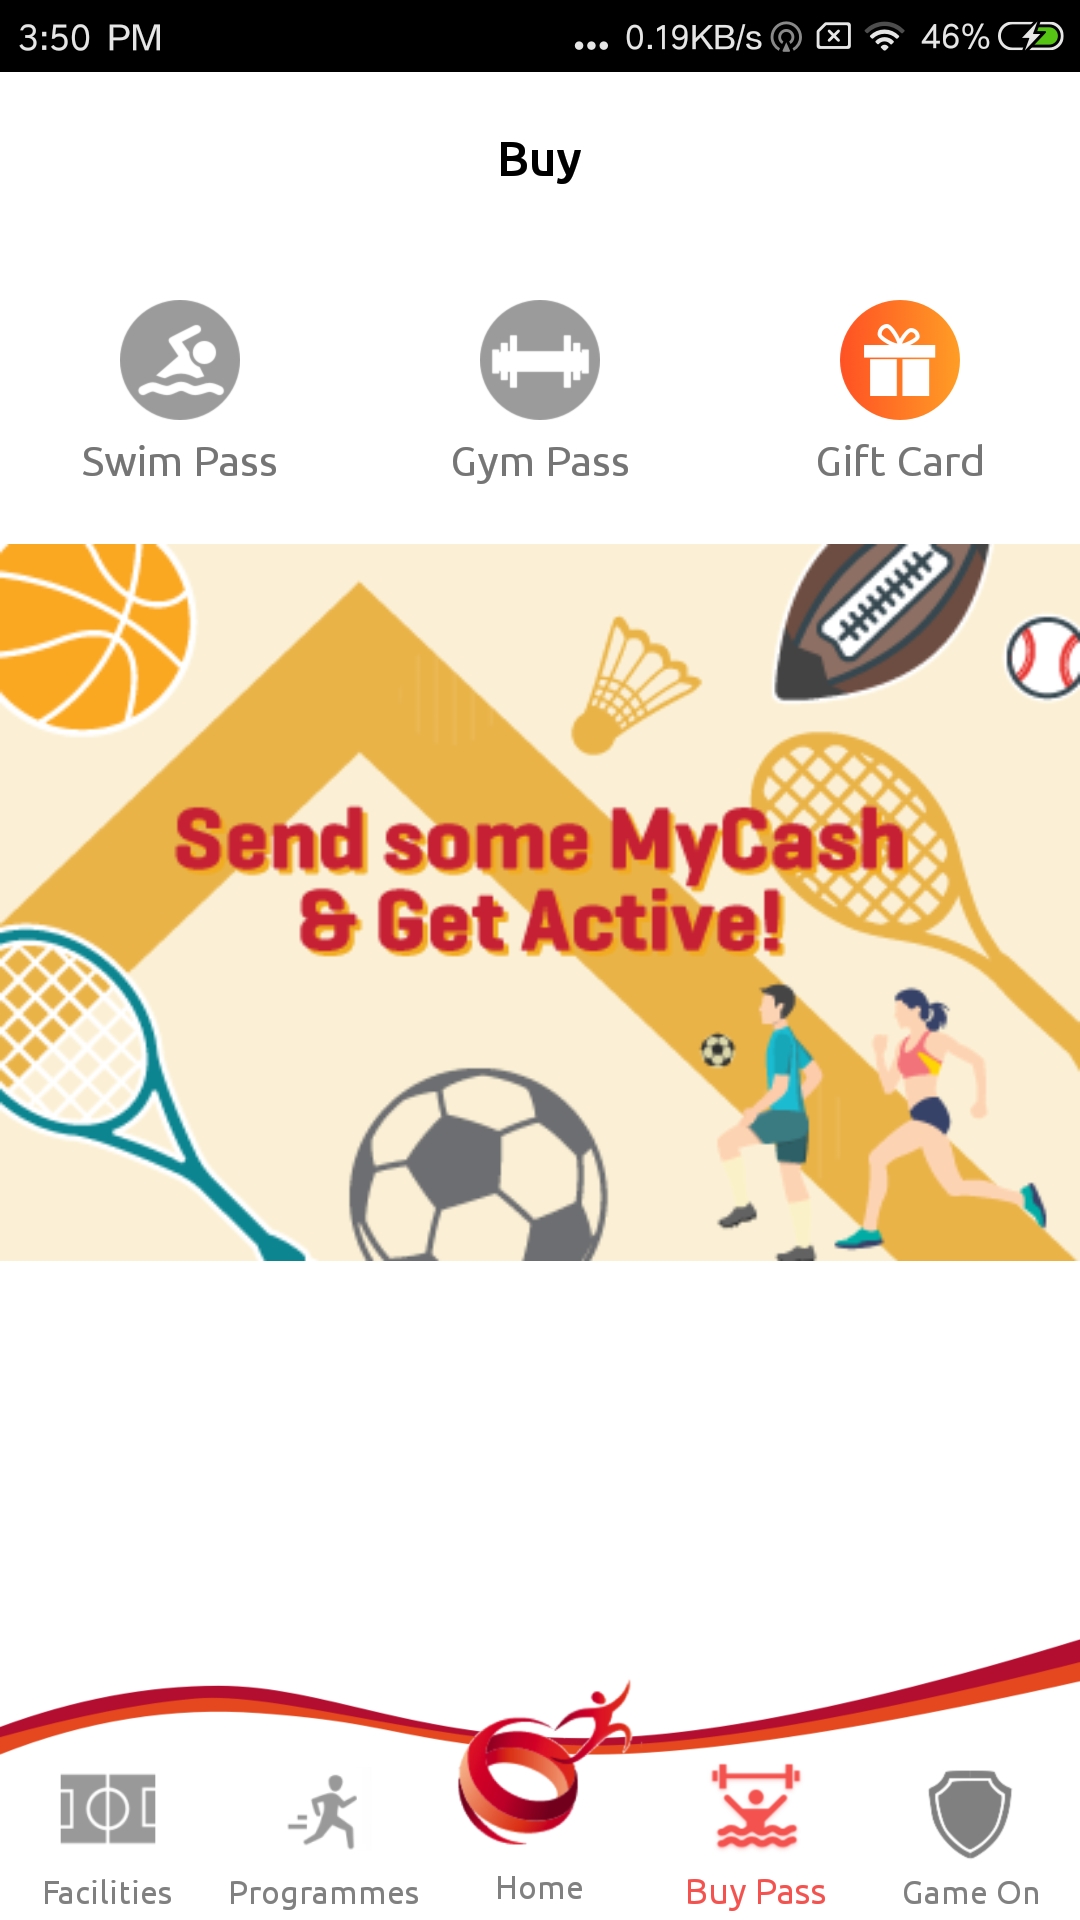 3:50 PM
... 0.19KB/s 46%
Buy
Swim Pass
Gym Pass
Gift Card
Send some MyCash
& Get Active!
Facilities
Programmes
Home
Buy Pass
Game On